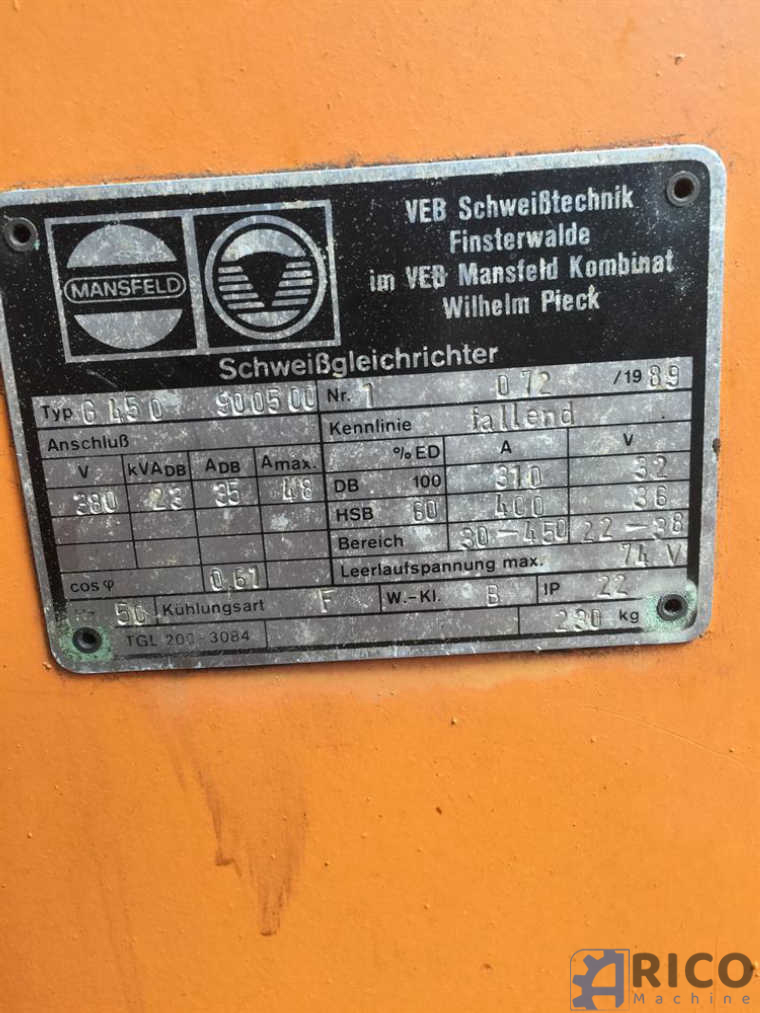 MANSFELD
VEB Schweißtechnik
Finsterwalde
im VEB Mansfeld Kombinat
Wilhelm Pieck
Schweißgleichrichter
Typ G 450 900500 Nr. 1 072 /1989
Anschluß Kennlinie fallend
V kVA DB A DB A max. % ED A V
380 23 35 48 DB 100 310 32
HSB 60 400 36
Bereich 30-450 22-38
cos φ 0.61 Leerlaufspannung max. 74 V
50 Kühlungsart F W.-Kl. B IP 22
TGL 200-3084 230 kg
ARICO
Machine